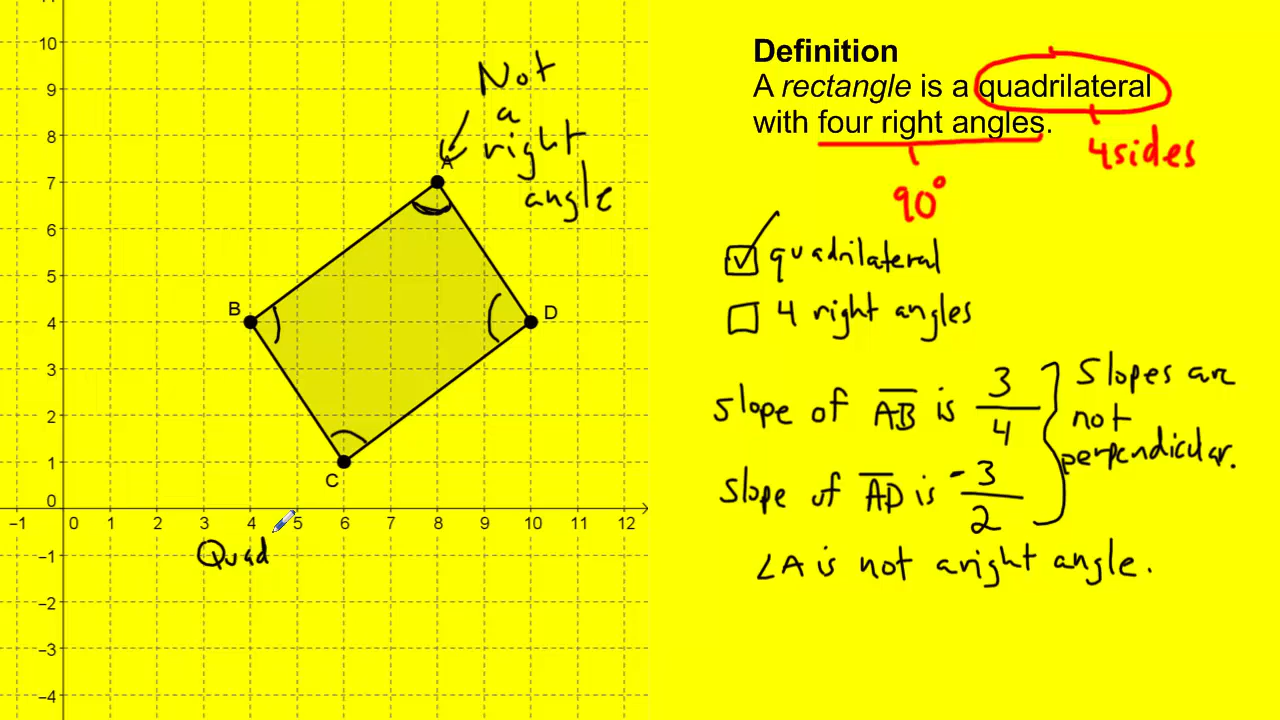 11
10
9
8
7
6
5
4
3
2
1
0
−1 0 1 2 3 4 5 6 7 8 9 10 11 12
−1
−2
−3
−4
A
B
C
D
Not
a
right
angle
Quad
Definition
A rectangle is a quadrilateral
with four right angles.
4 sides
90°
quadrilateral
4 right angles
slope of AB is 3/4
slope of AD is -3/2
Slopes are
not
perpendicular.
∠A is not a right angle.